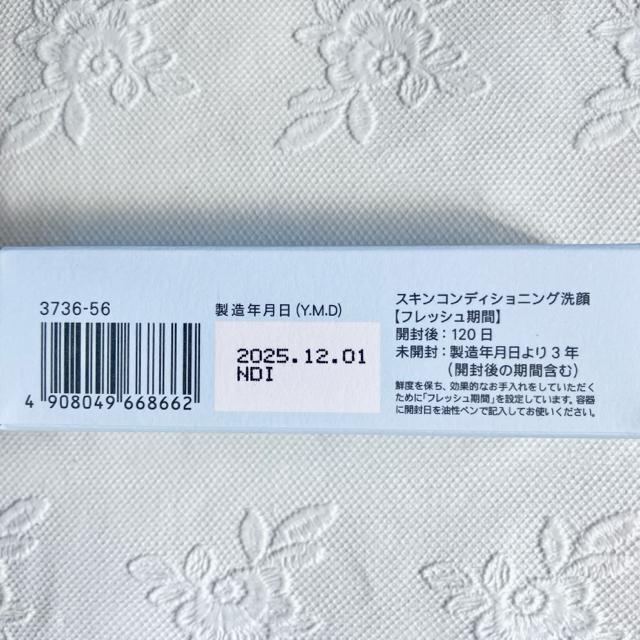 3736-56
4 908049 668662
製造年月日(Y.M.D)
2025.12.01
NDI
スキンコンディショニング洗顔
【フレッシュ期間】
開封後：120日
未開封：製造年月日より3年
(開封後の期間含む)
鮮度を保ち、効果的なお手入れをしていただく
ために「フレッシュ期間」を設定しています。容器
に開封日を油性ペンで記入してお使いください。